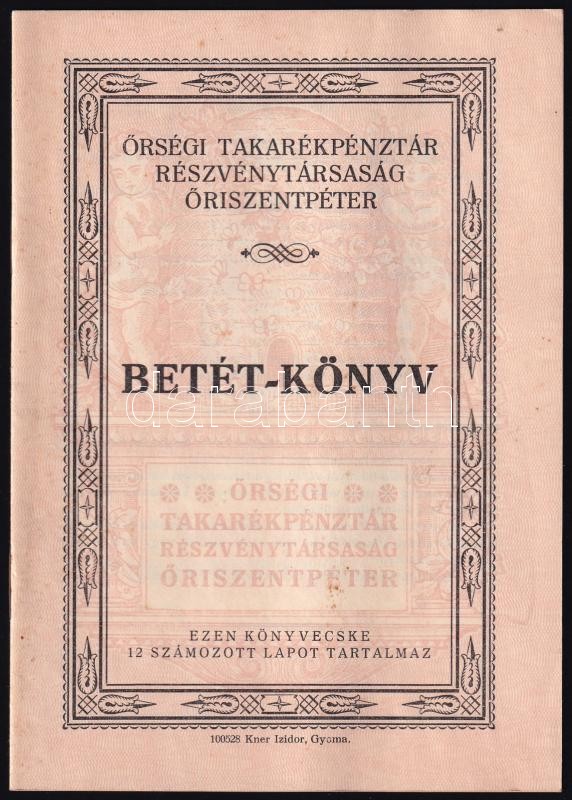 ŐRSÉGI TAKARÉKPÉNZTÁR
RÉSZVÉNYTÁRSASÁG
ŐRISZENTPÉTER
BETÉT-KÖNYV
darabanth
ŐRSÉGI
TAKARÉKPÉNZTÁR
RÉSZVÉNYTÁRSASÁG
ŐRISZENTPÉTER
EZEN KÖNYVECSKE
12 SZÁMOZOTT LAPOT TARTALMAZ
100528 Kner Izidor, Gyoma.